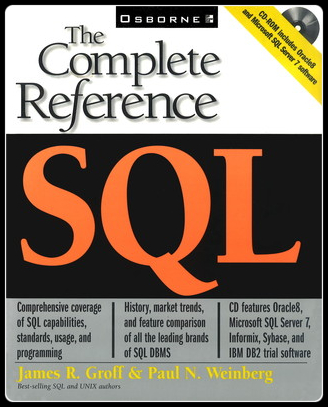 OSBORNE
CD-ROM includes Oracle8
and Microsoft SQL Server 7 software
The
Complete
Reference
SQL
Comprehensive coverage
of SQL capabilities,
standards, usage, and
programming
History, market trends,
and feature comparison
of all the leading brands
of SQL DBMS
CD features Oracle8,
Microsoft SQL Server 7,
Informix, Sybase, and
IBM DB2 trial software
James R. Groff & Paul N. Weinberg
Best-selling SQL and UNIX authors